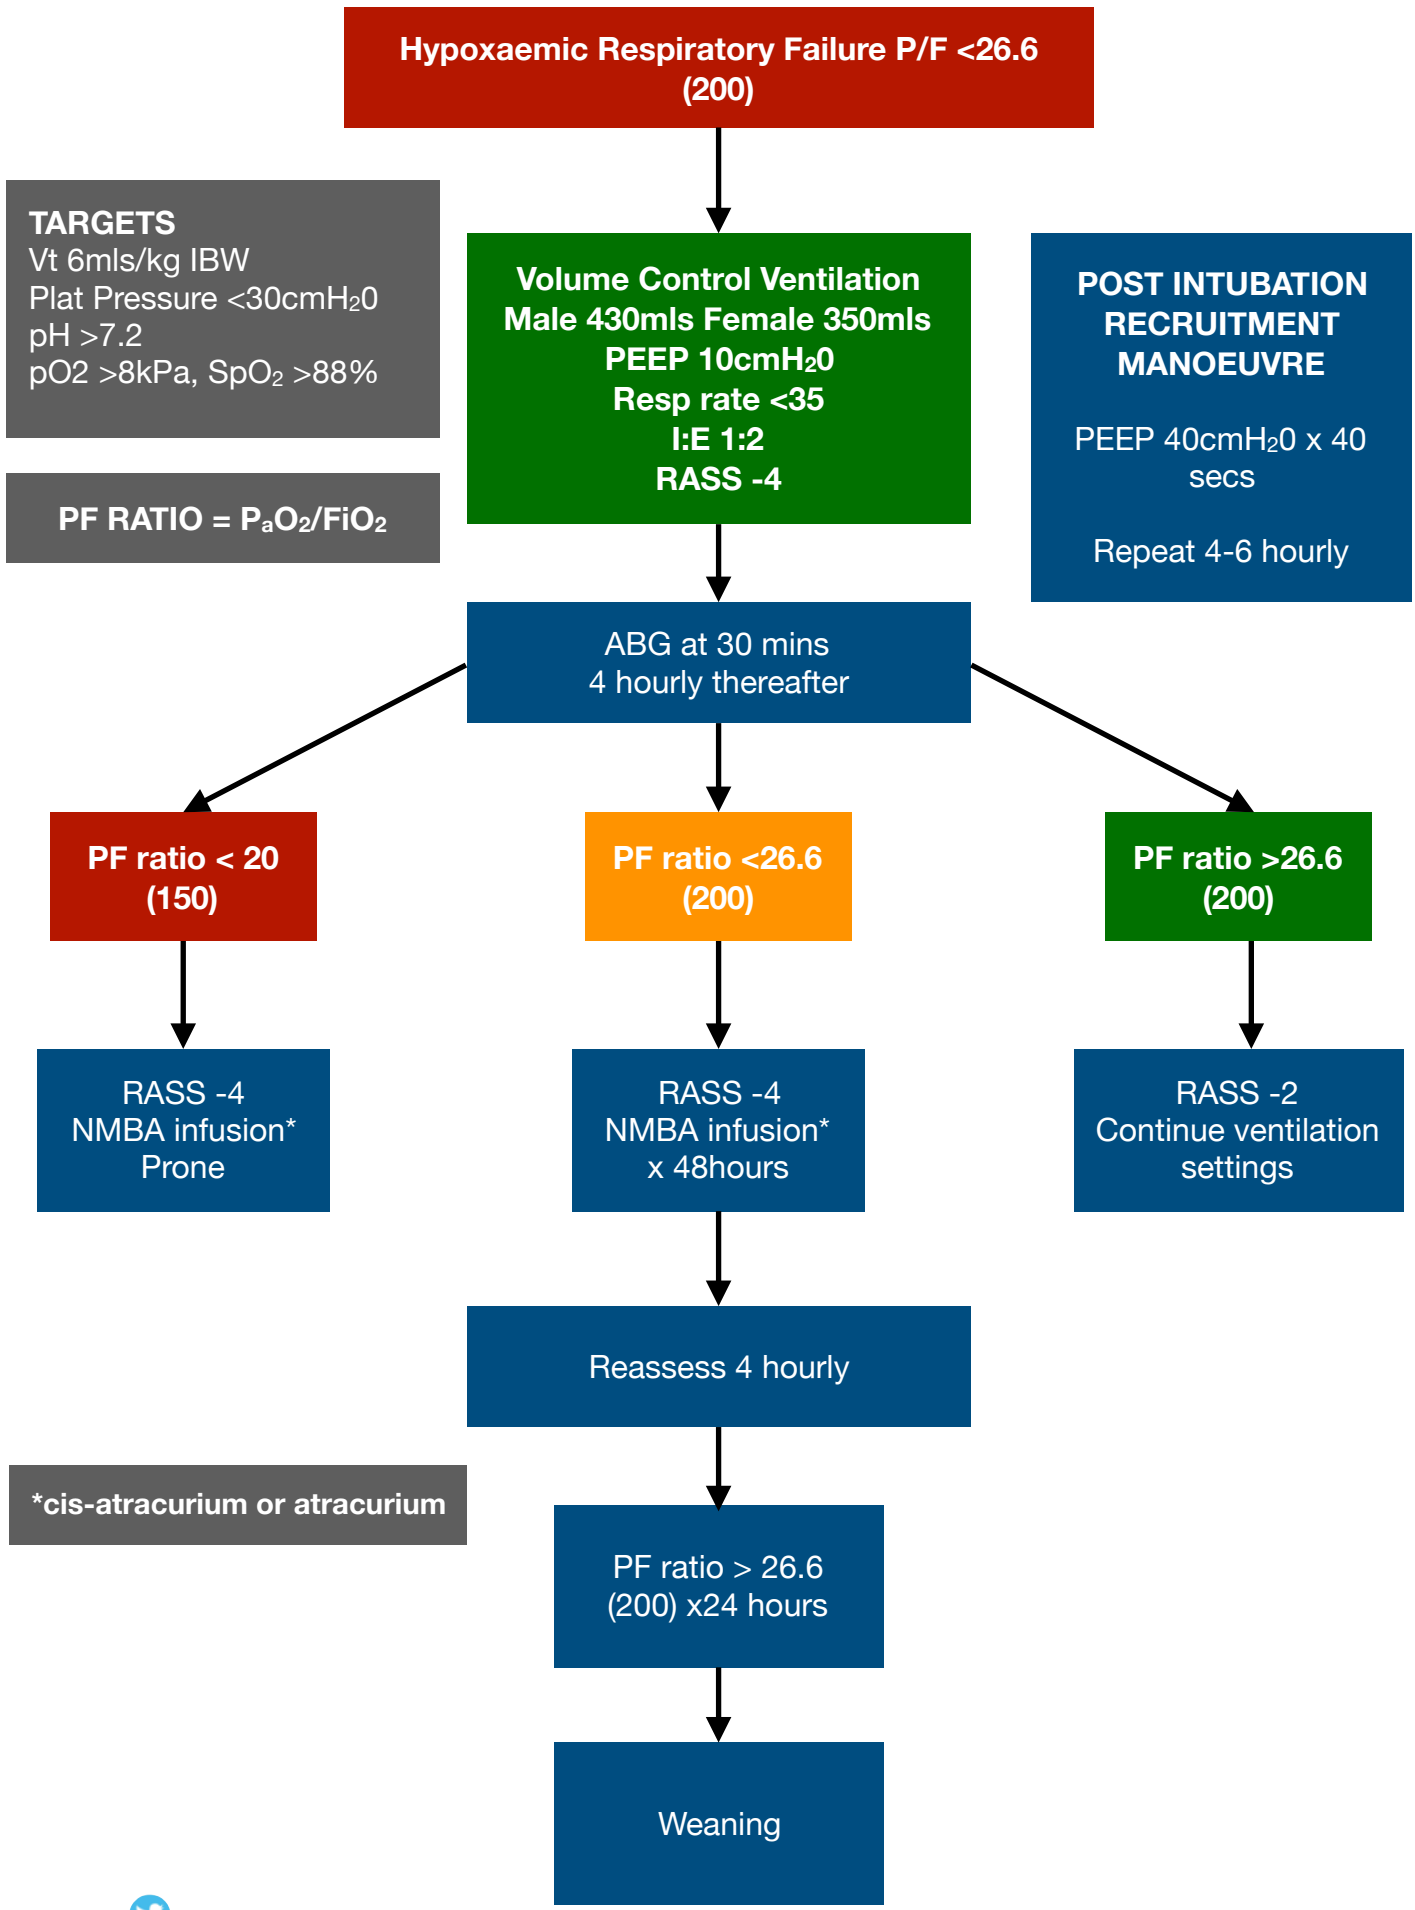 Hypoxaemic Respiratory Failure P/F <26.6
(200)
TARGETS
Vt 6mls/kg IBW
Plat Pressure <30cmH₂0
pH >7.2
pO2 >8kPa, SpO₂ >88%
Volume Control Ventilation
Male 430mls Female 350mls
PEEP 10cmH₂0
Resp rate <35
I:E 1:2
RASS -4
POST INTUBATION
RECRUITMENT
MANOEUVRE
PEEP 40cmH₂0 x 40
secs
Repeat 4-6 hourly
PF RATIO = PₐO₂/FiO₂
ABG at 30 mins
4 hourly thereafter
PF ratio < 20
(150)
PF ratio <26.6
(200)
PF ratio >26.6
(200)
RASS -4
NMBA infusion*
Prone
RASS -4
NMBA infusion*
x 48hours
RASS -2
Continue ventilation
settings
Reassess 4 hourly
*cis-atracurium or atracurium
PF ratio > 26.6
(200) x24 hours
Weaning